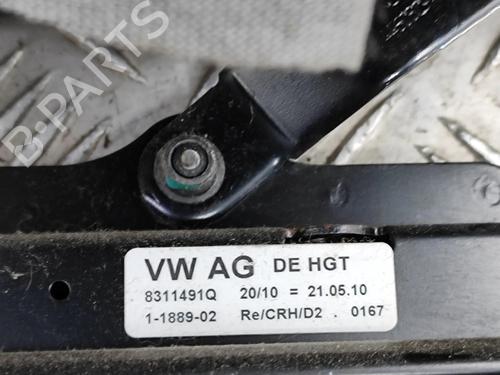 B-PARTS
VW AG DE HGT
8311491Q 20/10 = 21.05.10
1-1889-02 Re/CRH/D2 . 0167